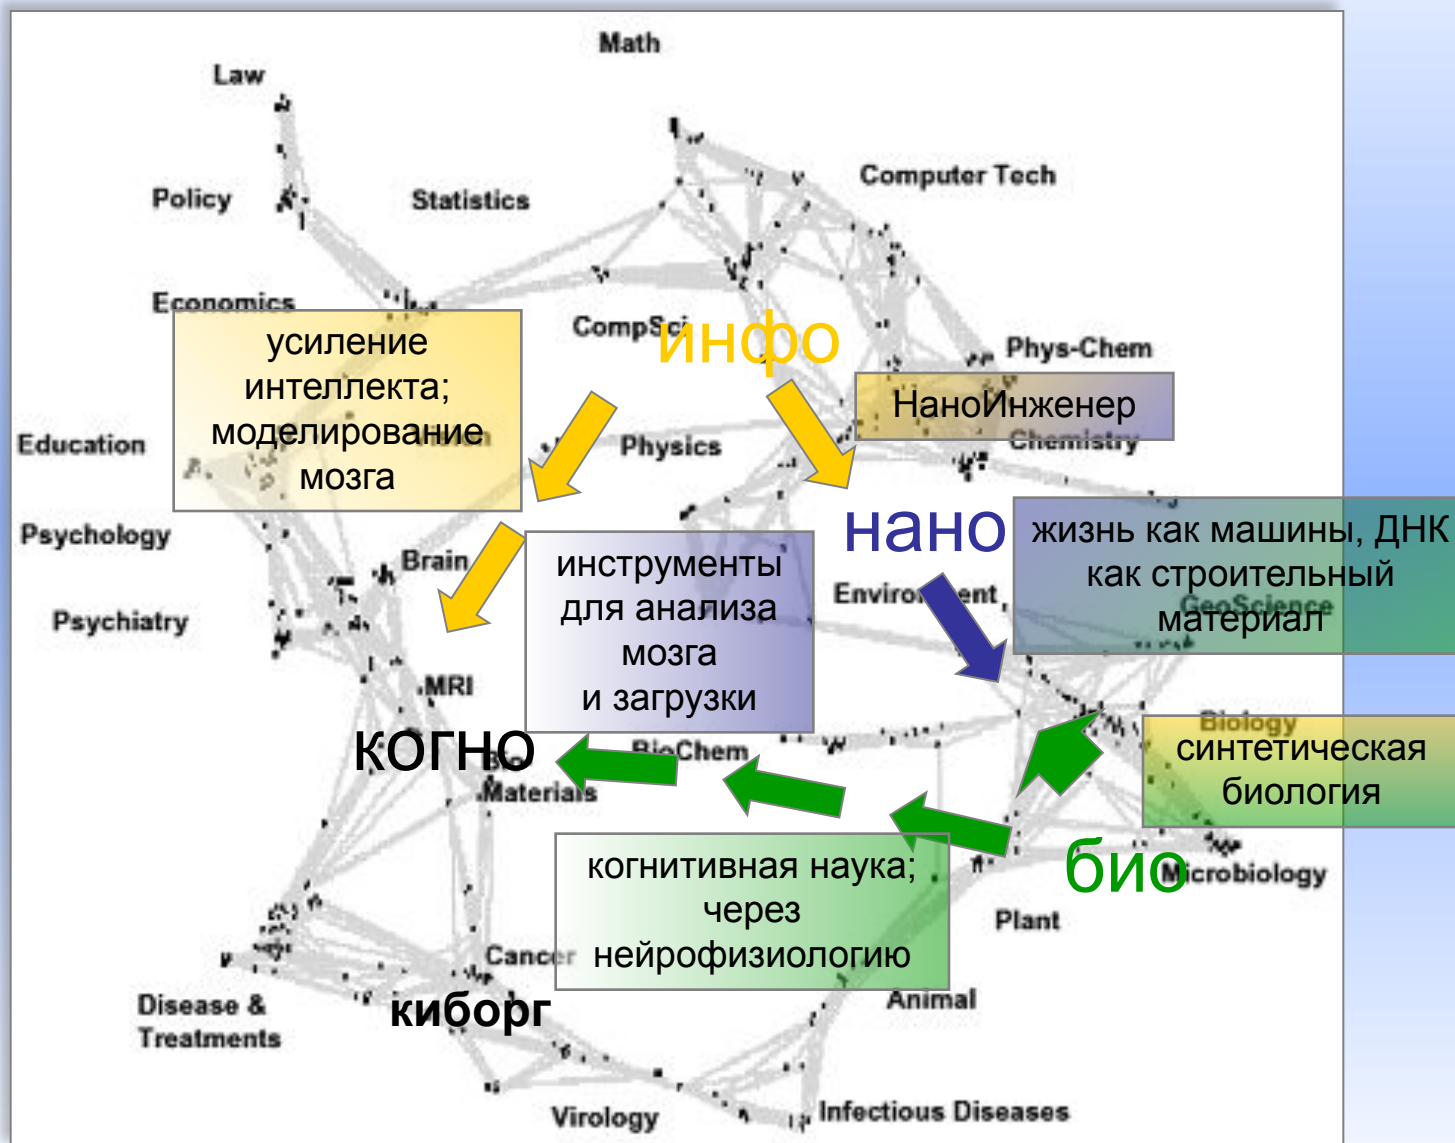 Math
Law
Computer Tech
Policy
Statistics
Economics
CompSci
инфо
усиление
интеллекта;
моделирование
мозга
Phys-Chem
НаноИнженер
Chemistry
Education
Physics
нано
жизнь как машины, ДНК
как строительный
материал
Psychology
Brain
инструменты
для анализа
мозга
и загрузки
Environment
GeoScience
Psychiatry
MRI
Biology
когно
BioChem
синтетическая
биология
Bio
Materials
био
Microbiology
когнитивная наука;
через
нейрофизиологию
Plant
Cancer
Animal
Disease &
Treatments
киборг
Virology
Infectious Diseases